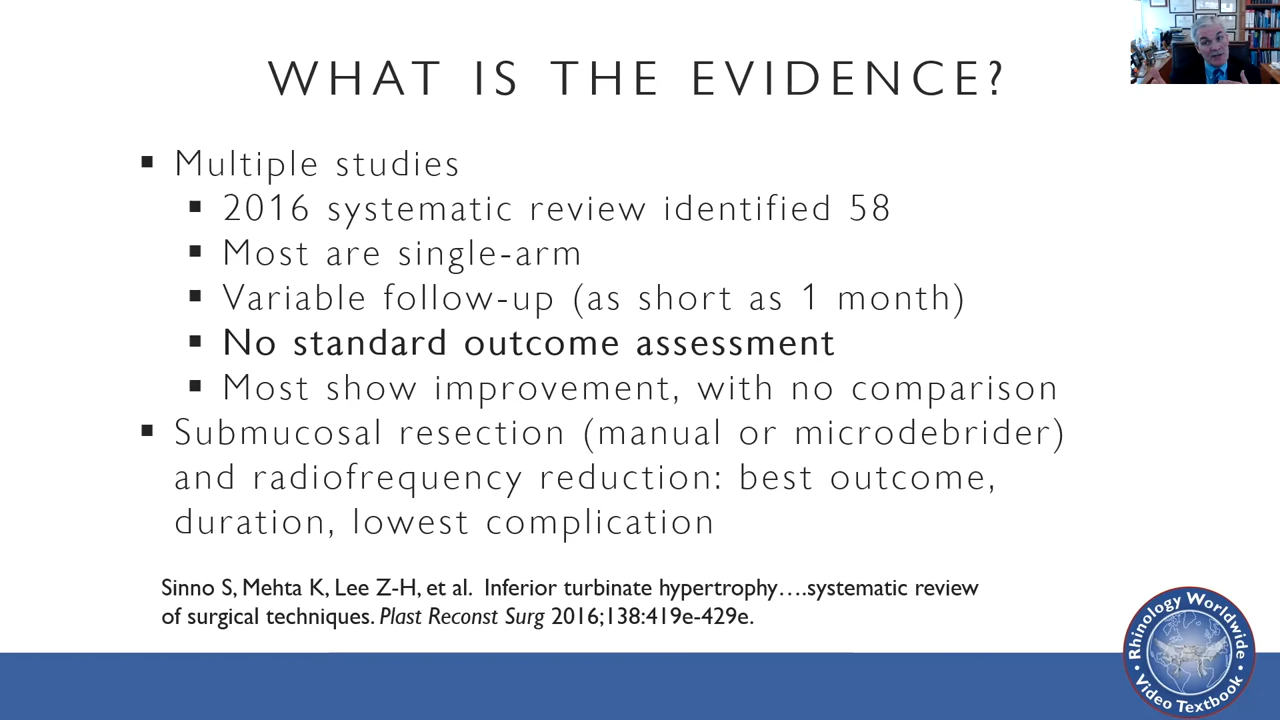 WHAT IS THE EVIDENCE?
▪ Multiple studies
▪ 2016 systematic review identified 58
▪ Most are single-arm
▪ Variable follow-up (as short as 1 month)
▪ No standard outcome assessment
▪ Most show improvement, with no comparison
▪ Submucosal resection (manual or microdebrider)
and radiofrequency reduction: best outcome,
duration, lowest complication
Sinno S, Mehta K, Lee Z-H, et al. Inferior turbinate hypertrophy....systematic review
of surgical techniques. Plast Reconst Surg 2016;138:419e-429e.
Rhinology Worldwide
• Video Textbook •